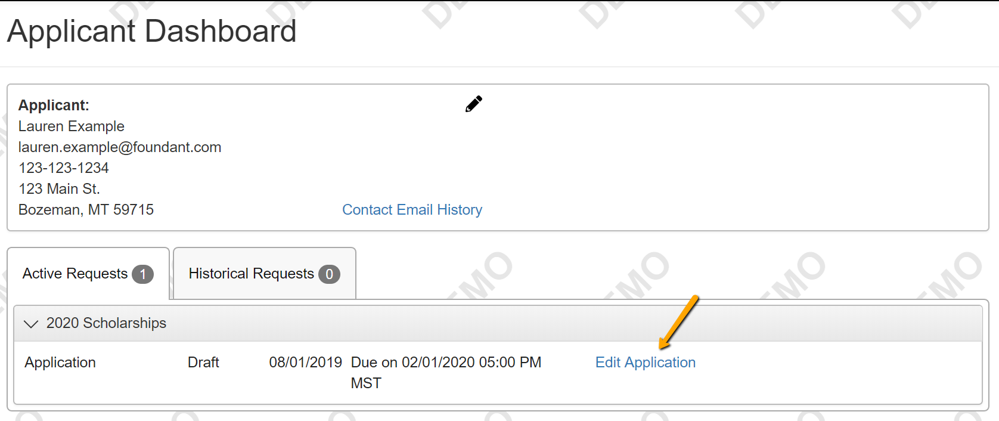 Applicant Dashboard
Applicant:
Lauren Example
lauren.example@foundant.com
123-123-1234
123 Main St.
Bozeman, MT 59715
Contact Email History
Active Requests 1
Historical Requests 0
2020 Scholarships
Application Draft 08/01/2019 Due on 02/01/2020 05:00 PM Edit Application
MST